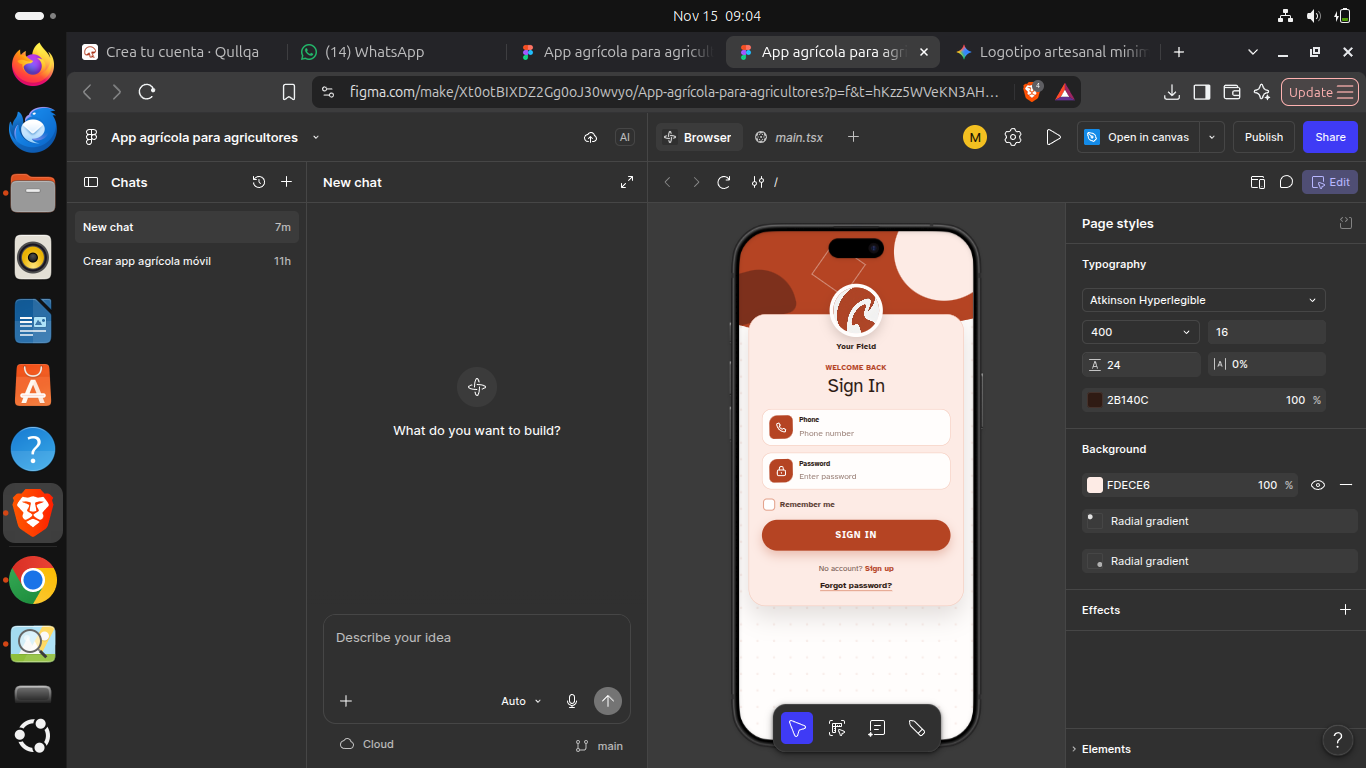 Nov 15 09:04
Crea tu cuenta · Qullqa
(14) WhatsApp
App agrícola para agricul
App agrícola para agr
Logotipo artesanal minim
figma.com/make/Xt0otBIXDZ2Gg0oJ30wvyo/App-agrícola-para-agricultores?p=f&t=hKzz5WVeKN3AH...
4
Update
App agrícola para agricultores
AI
Browser
main.tsx
M
Open in canvas
Publish
Share
Chats
New chat
/
Edit
New chat
7m
Crear app agrícola móvil
11h
What do you want to build?
Describe your idea
Auto
Cloud
main
Your Field
WELCOME BACK
Sign In
Phone
Phone number
Password
Enter password
Remember me
SIGN IN
No account? Sign up
Forgot password?
Page styles
Typography
Atkinson Hyperlegible
400
16
24
0%
2B140C
100 %
Background
FDECE6
100 %
Radial gradient
Radial gradient
Effects
Elements
?